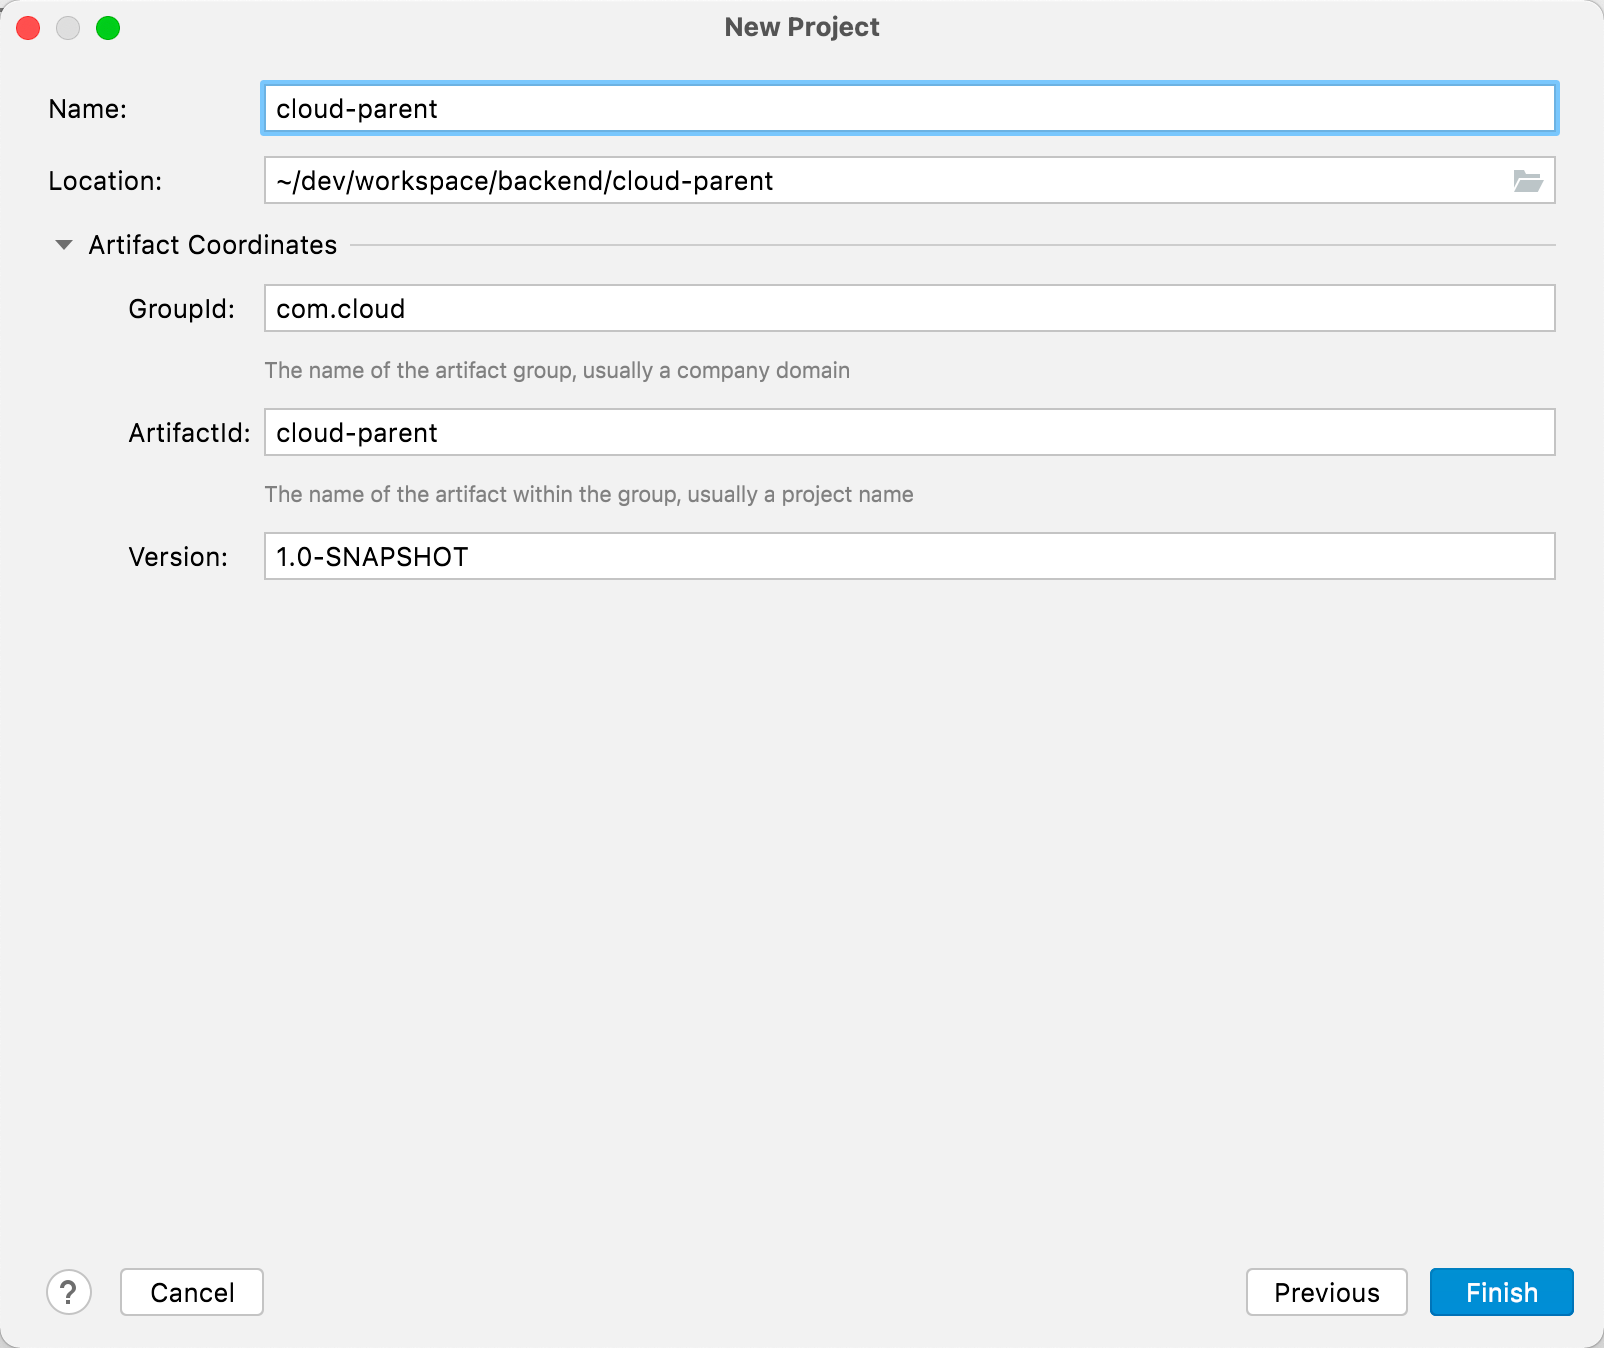 New Project
Name: cloud-parent
Location: ~/dev/workspace/backend/cloud-parent
Artifact Coordinates
GroupId: com.cloud
The name of the artifact group, usually a company domain
ArtifactId: cloud-parent
The name of the artifact within the group, usually a project name
Version: 1.0-SNAPSHOT
? Cancel Previous Finish